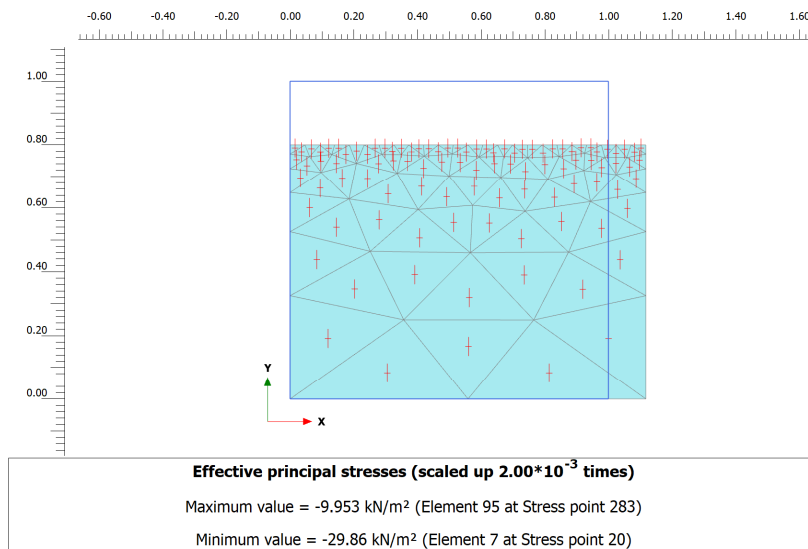 -0.60 -0.40 -0.20 0.00 0.20 0.40 0.60 0.80 1.00 1.20 1.40 1.60
1.00
0.80
0.60
0.40
0.20
0.00
Y
X
Effective principal stresses (scaled up 2.00*10^-3 times)
Maximum value = -9.953 kN/m² (Element 95 at Stress point 283)
Minimum value = -29.86 kN/m² (Element 7 at Stress point 20)